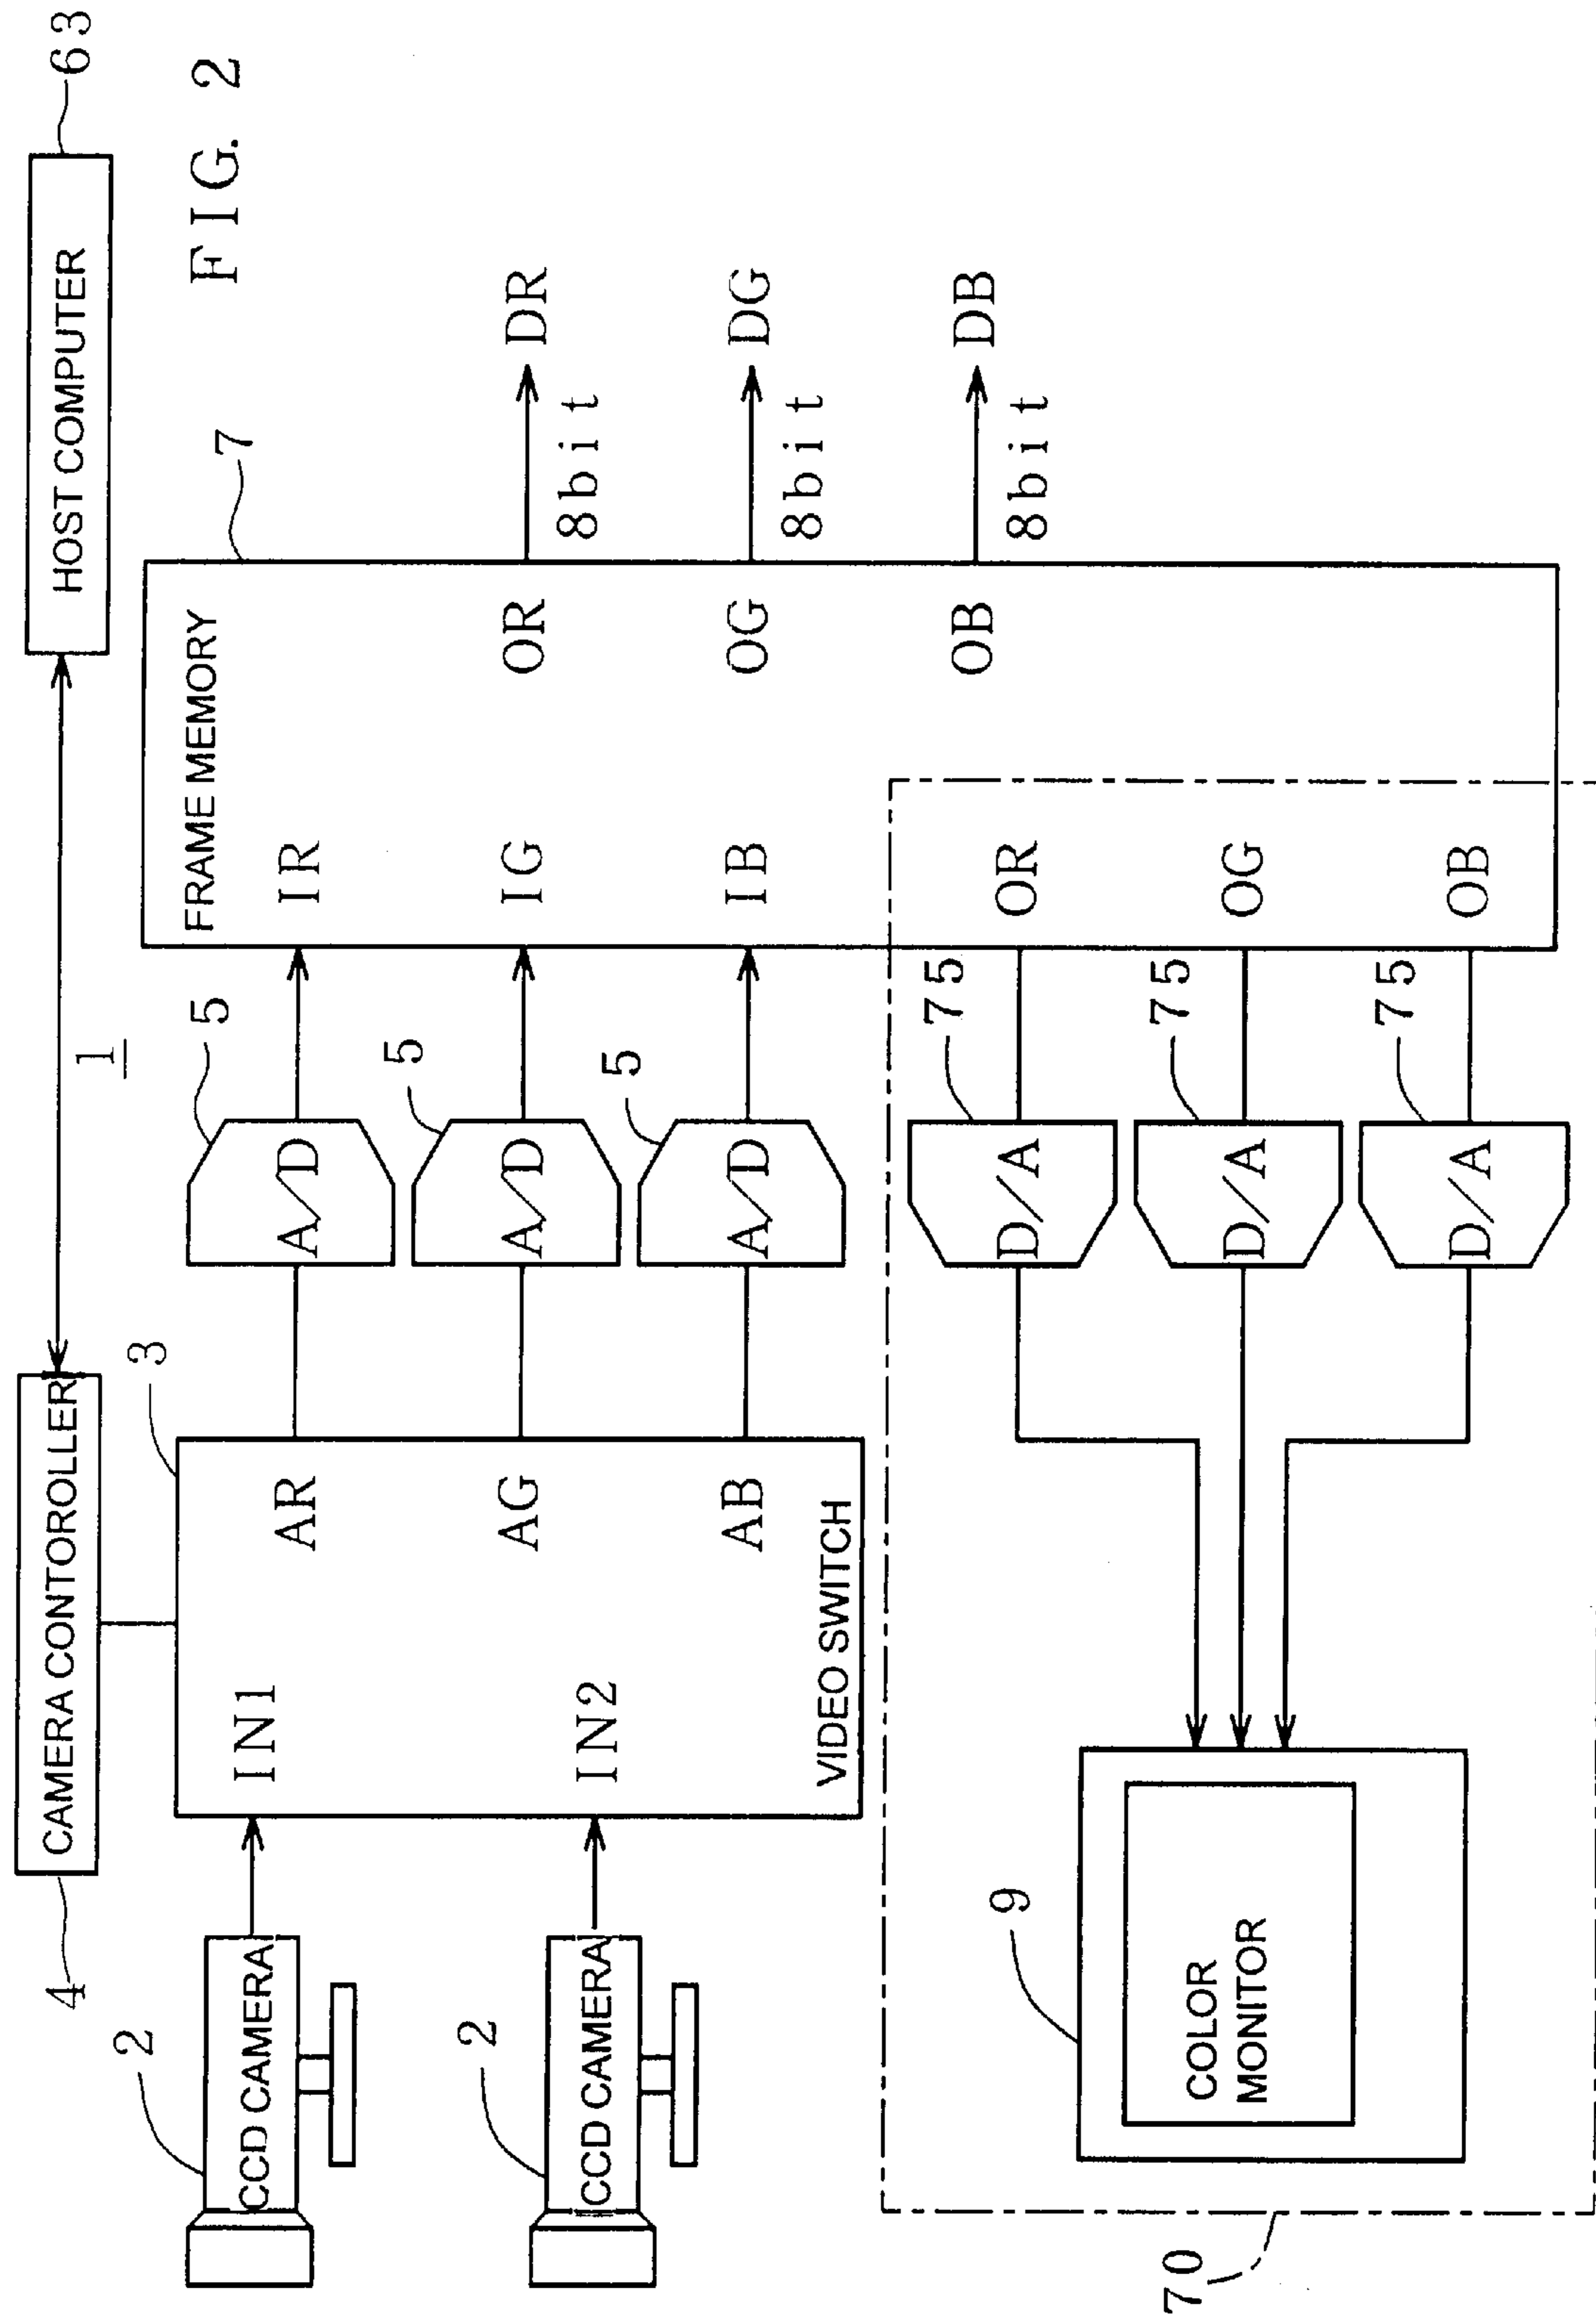 FIG. 2
CAMERA CONTOROLLER
4
HOST COMPUTER
63
1
3
IN1
IN2
AR
AG
AB
VIDEO SWITCH
2
CCD CAMERA
2
CCD CAMERA
5
A/D
5
A/D
5
A/D
7
FRAME MEMORY
IR
IG
IB
OR
OG
OB
DR
8bit
DG
8bit
DB
8bit
OR
OG
OB
75
D/A
75
D/A
75
D/A
9
COLOR
MONITOR
70